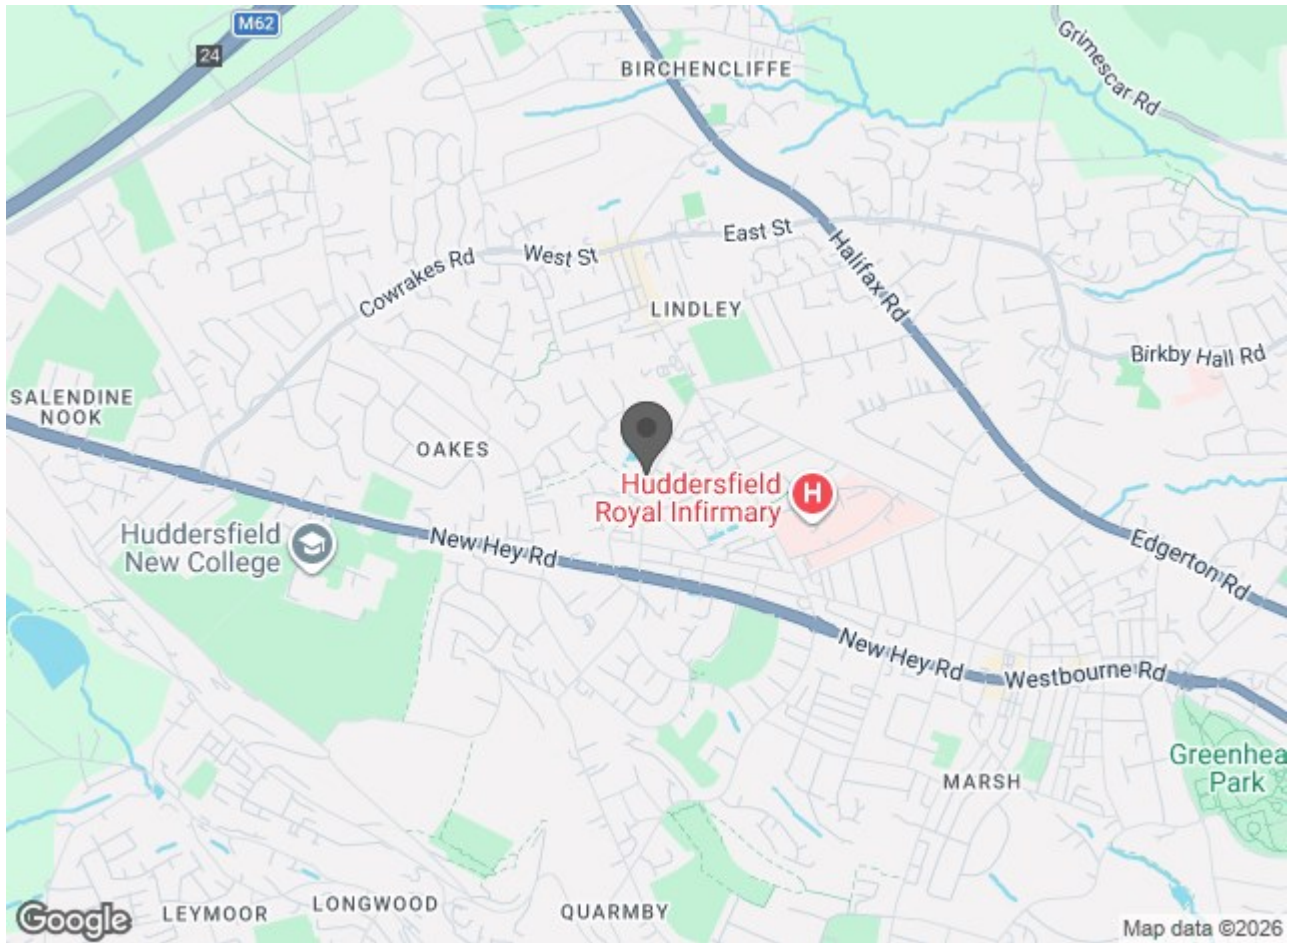 M62
24
BIRCHENCLIFFE
Grimescar Rd
East St
West St
Cowrakes Rd
Halifax Rd
LINDLEY
Birkby Hall Rd
SALENDINE
NOOK
OAKES
Huddersfield
Royal Infirmary
H
Huddersfield
New College
New Hey Rd
Edgerton Rd
New Hey Rd
Westbourne Rd
Greenhea
Park
MARSH
LONGWOOD
LEYMOOR
QUARMBY
Google
Map data ©2026